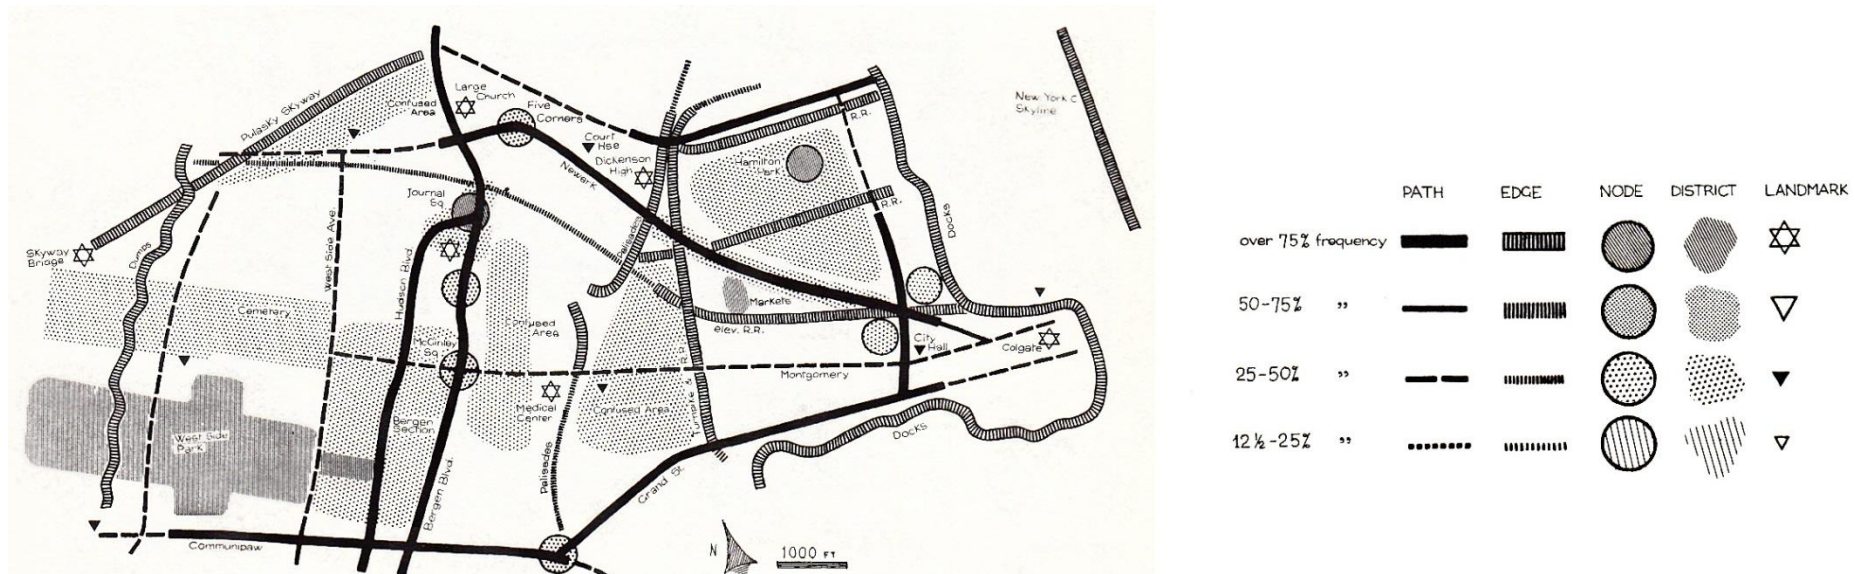 Pulasky Skyway
Confused
Area
Large
Church
Five
Corners
Court
Hse
Dickenson
High
Newark
Palisades
R.R.
Hamilton
Park
R.R.
Docks
New York C.
Skyline
Journal
Sq.
Skyway
Bridge
Dumps
West Side Ave.
Hudson Blvd.
Cemetery
McGinley
Sq.
Confused
Area
Markets
elev. R.R.
City
Hall
Colgate
Montgomery
Medical
Center
Confused Area
Turnpike & R.R.
Bergen
Section
West Side
Park
Palisades
Bergen Blvd.
Grand St.
Docks
Communipaw
N
1000 FT
PATH EDGE NODE DISTRICT LANDMARK
over 75% frequency
50-75% ”
25-50% ”
12½-25% ”